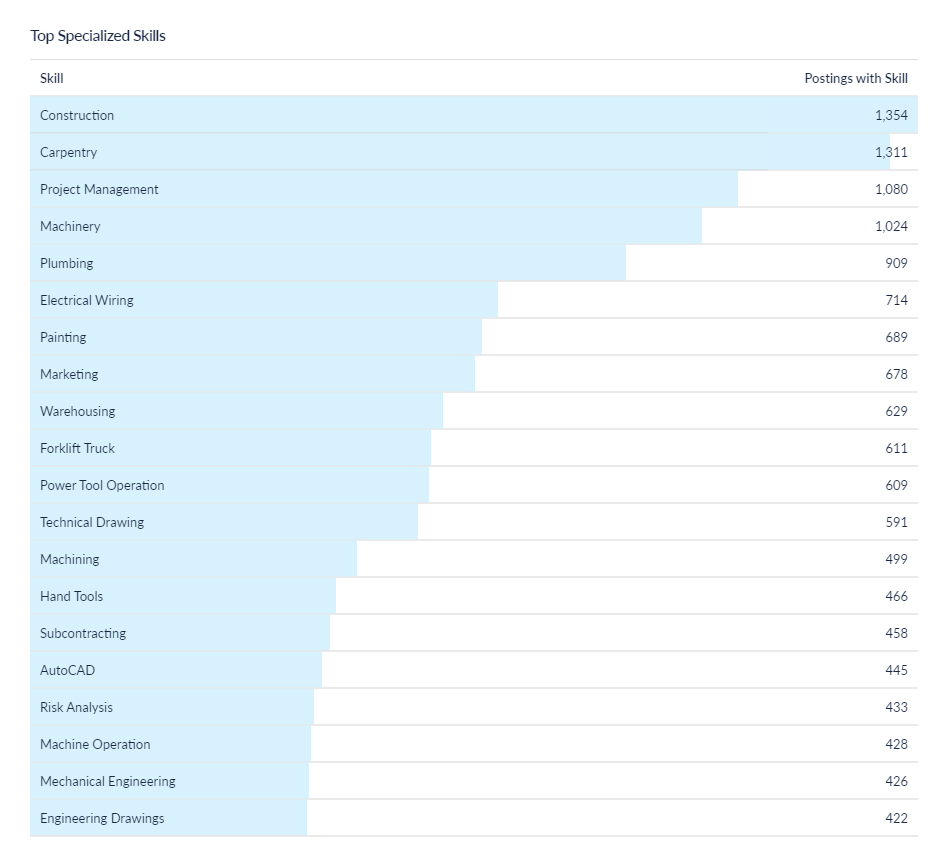 Top Specialized Skills
Skill Postings with Skill
Construction 1,354
Carpentry 1,311
Project Management 1,080
Machinery 1,024
Plumbing 909
Electrical Wiring 714
Painting 689
Marketing 678
Warehousing 629
Forklift Truck 611
Power Tool Operation 609
Technical Drawing 591
Machining 499
Hand Tools 466
Subcontracting 458
AutoCAD 445
Risk Analysis 433
Machine Operation 428
Mechanical Engineering 426
Engineering Drawings 422